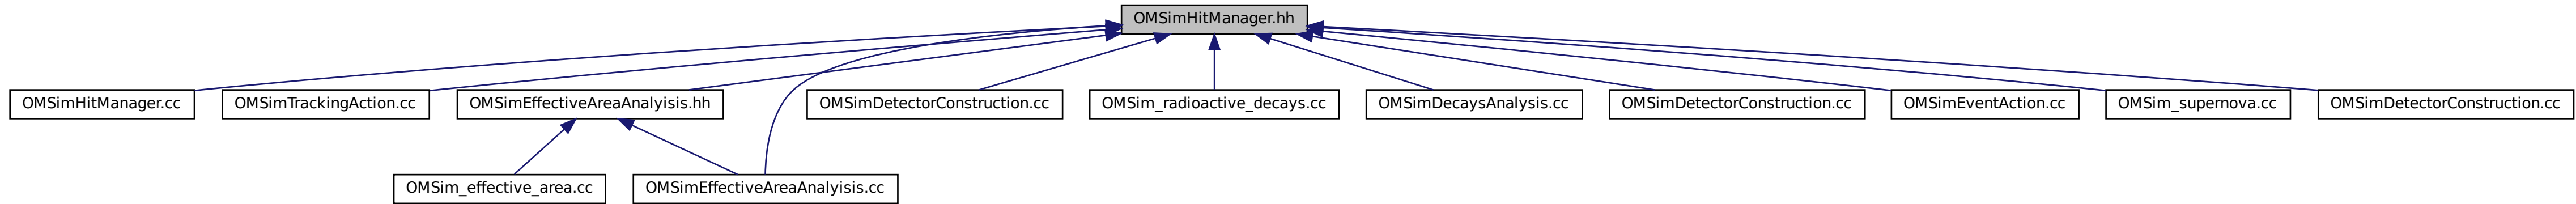 OMSimHitManager.hh
OMSimHitManager.cc
OMSimTrackingAction.cc
OMSimEffectiveAreaAnalyisis.hh
OMSimDetectorConstruction.cc
OMSim_radioactive_decays.cc
OMSimDecaysAnalysis.cc
OMSimDetectorConstruction.cc
OMSimEventAction.cc
OMSim_supernova.cc
OMSimDetectorConstruction.cc
OMSim_effective_area.cc
OMSimEffectiveAreaAnalyisis.cc